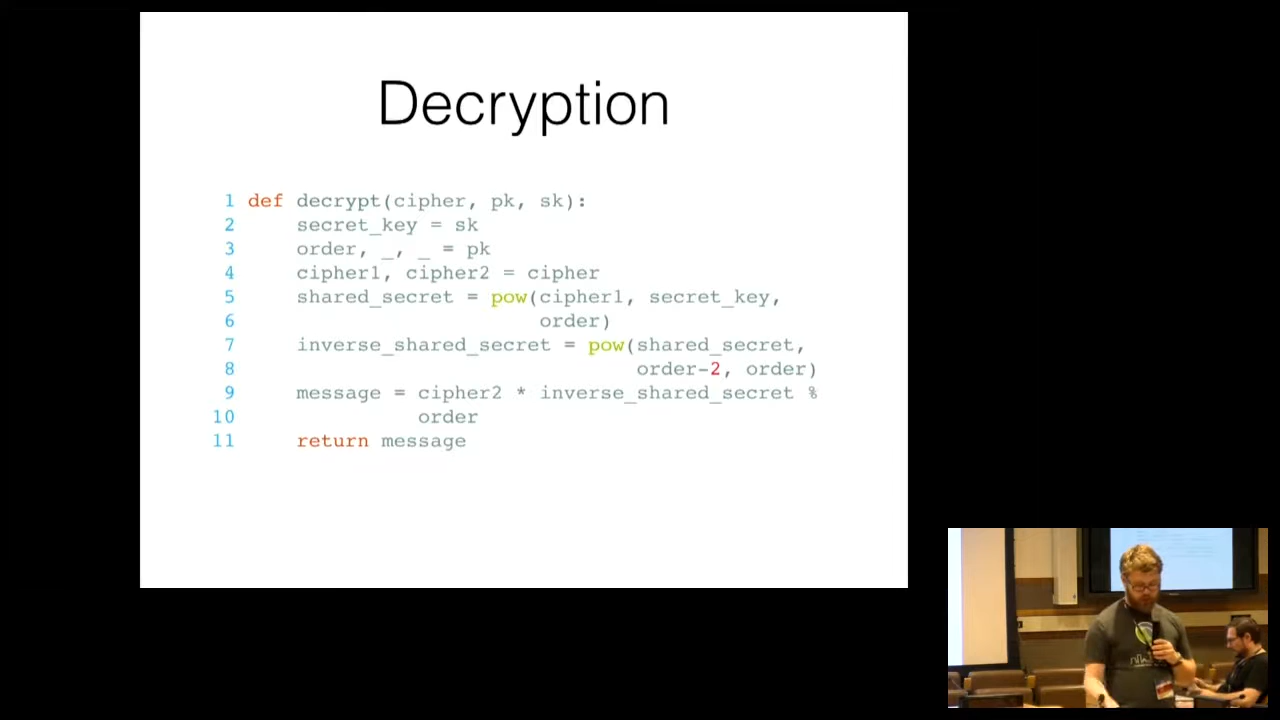 Decryption
1 def decrypt(cipher, pk, sk):
2     secret_key = sk
3     order, _, _ = pk
4     cipher1, cipher2 = cipher
5     shared_secret = pow(cipher1, secret_key,
6                         order)
7     inverse_shared_secret = pow(shared_secret,
8                                 order-2, order)
9     message = cipher2 * inverse_shared_secret %
10              order
11    return message